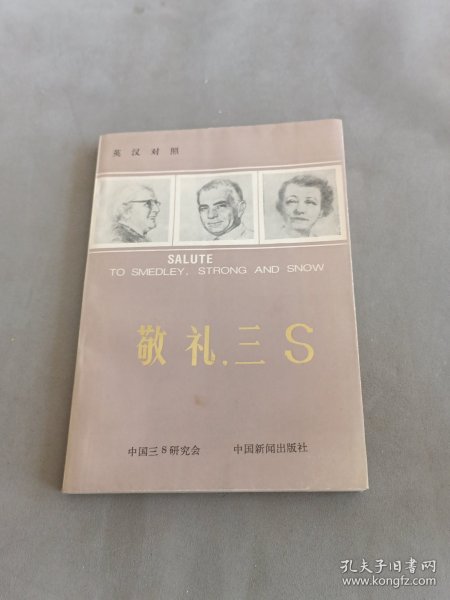 英汉对照
SALUTE
TO SMEDLEY, STRONG AND SNOW
敬礼,三S
中国三S研究会 中国新闻出版社
孔夫子旧书网
www.kongfz.com